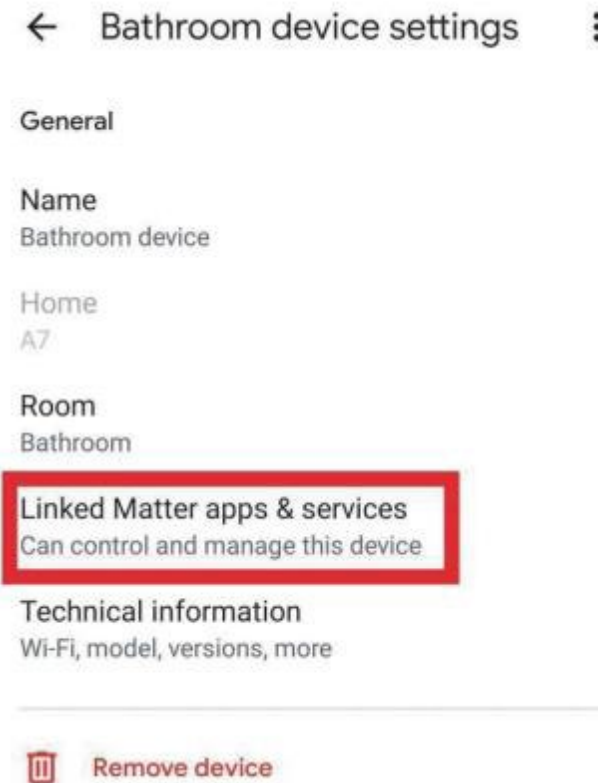 Bathroom device settings
General
Name
Bathroom device
Home
A7
Room
Bathroom
Linked Matter apps & services
Can control and manage this device
Technical information
Wi-Fi, model, versions, more
Remove device